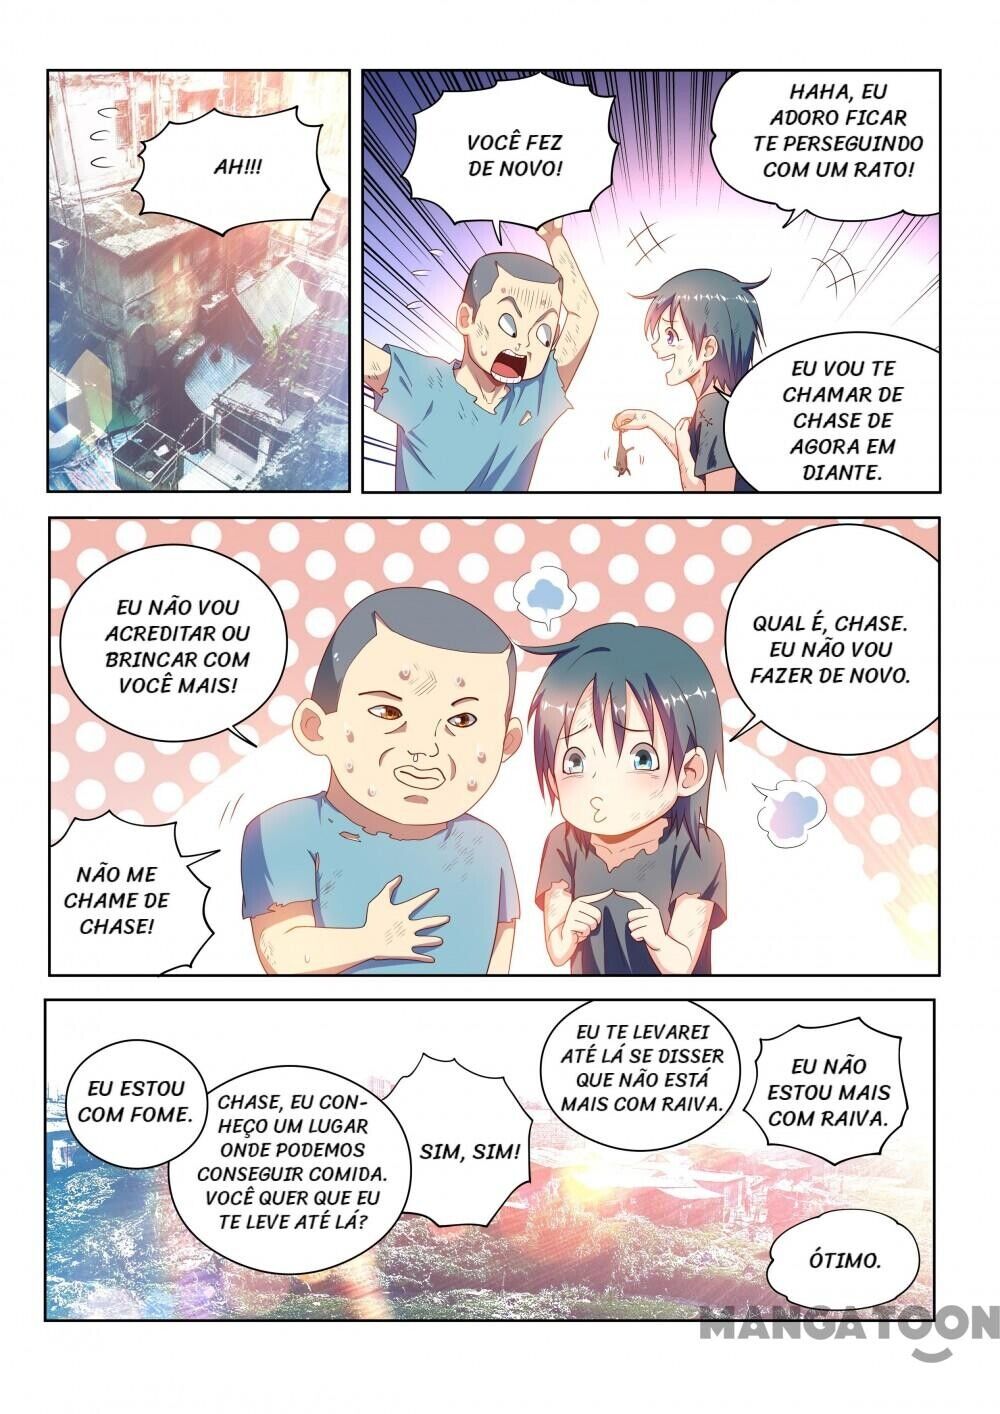 AH!!!
VOCÊ FEZ
DE NOVO!
HAHA, EU
ADORO FICAR
TE PERSEGUINDO
COM UM RATO!
EU VOU TE
CHAMAR DE
CHASE DE
AGORA EM
DIANTE.
EU NÃO VOU
ACREDITAR OU
BRINCAR COM
VOCÊ MAIS!
QUAL É, CHASE.
EU NÃO VOU
FAZER DE NOVO.
NÃO ME
CHAME DE
CHASE!
EU ESTOU
COM FOME.
CHASE, EU CON-
HEÇO UM LUGAR
ONDE PODEMOS
CONSEGUIR COMIDA.
VOCÊ QUER QUE EU
TE LEVE ATÉ LÁ?
SIM, SIM!
EU TE LEVAREI
ATÉ LÁ SE DISSER
QUE NÃO ESTÁ
MAIS COM RAIVA.
EU NÃO
ESTOU MAIS
COM RAIVA.
ÓTIMO.
MANGATOON